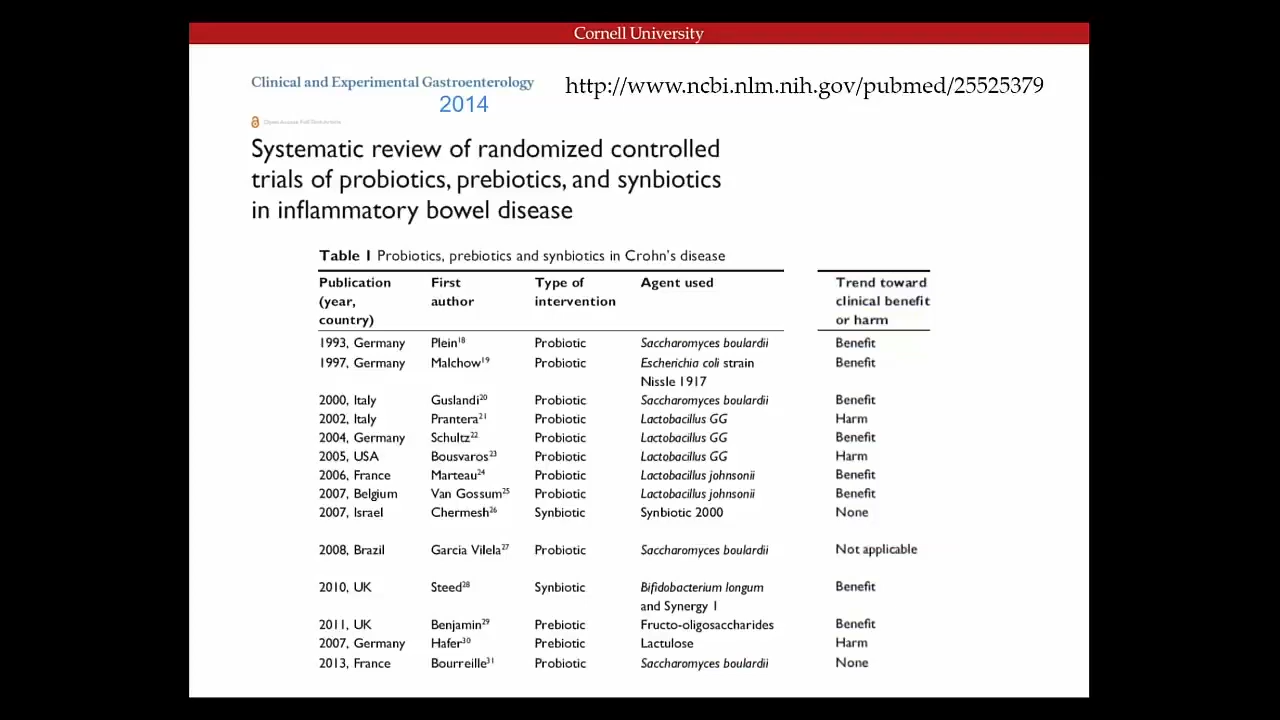 Cornell University
Clinical and Experimental Gastroenterology
http://www.ncbi.nlm.nih.gov/pubmed/25525379
2014
Open Access Full Text Article
Systematic review of randomized controlled
trials of probiotics, prebiotics, and synbiotics
in inflammatory bowel disease
Table 1 Probiotics, prebiotics and synbiotics in Crohn's disease
Publication First Type of Agent used Trend toward
(year, author intervention clinical benefit
country) or harm
1993, Germany Plein18 Probiotic Saccharomyces boulardii Benefit
1997, Germany Malchow19 Probiotic Escherichia coli strain Benefit
Nissle 1917
2000, Italy Guslandi20 Probiotic Saccharomyces boulardii Benefit
2002, Italy Prantera21 Probiotic Lactobacillus GG Harm
2004, Germany Schultz22 Probiotic Lactobacillus GG Benefit
2005, USA Bousvaros23 Probiotic Lactobacillus GG Harm
2006, France Marteau24 Probiotic Lactobacillus johnsonii Benefit
2007, Belgium Van Gossum25 Probiotic Lactobacillus johnsonii Benefit
2007, Israel Chermesh26 Synbiotic Synbiotic 2000 None
2008, Brazil Garcia Vilela27 Probiotic Saccharomyces boulardii Not applicable
2010, UK Steed28 Synbiotic Bifidobacterium longum Benefit
and Synergy 1
2011, UK Benjamin29 Prebiotic Fructo-oligosaccharides Benefit
2007, Germany Hafer30 Prebiotic Lactulose Harm
2013, France Bourreille31 Probiotic Saccharomyces boulardii None